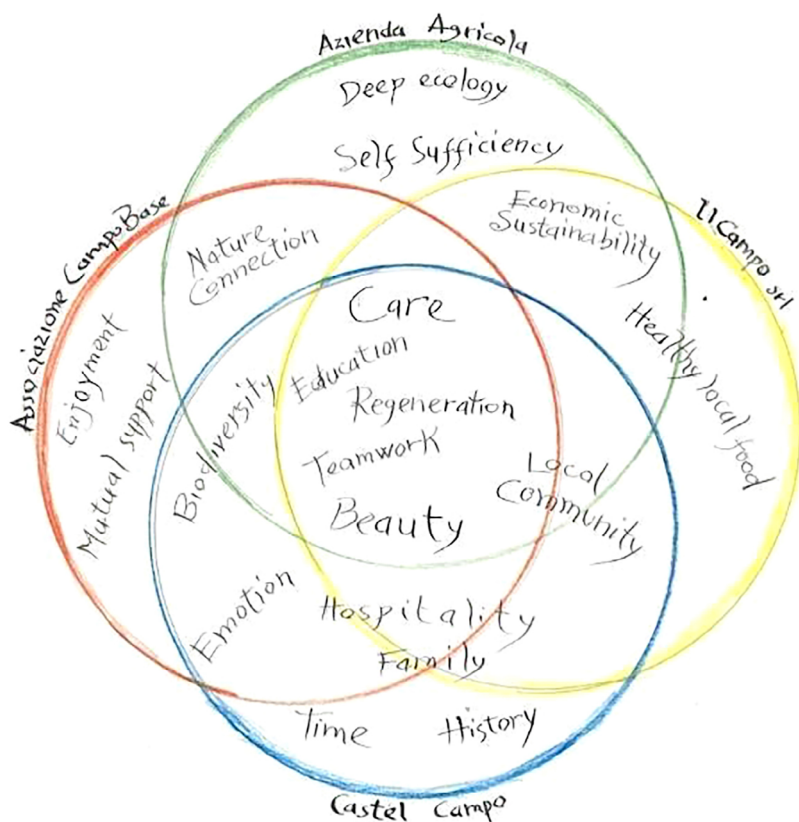 Azienda Agricola
Deep ecology
Self Sufficiency
Associazione CampoBase
Il Campo srl
Economic
Sustainability
Nature
Connection
Care
Healthy local food
Enjoyment
Education
Mutual support
Biodiversity
Regeneration
Teamwork
Local
Community
Beauty
Emotion
Hospitality
Family
Time
History
Castel Campo